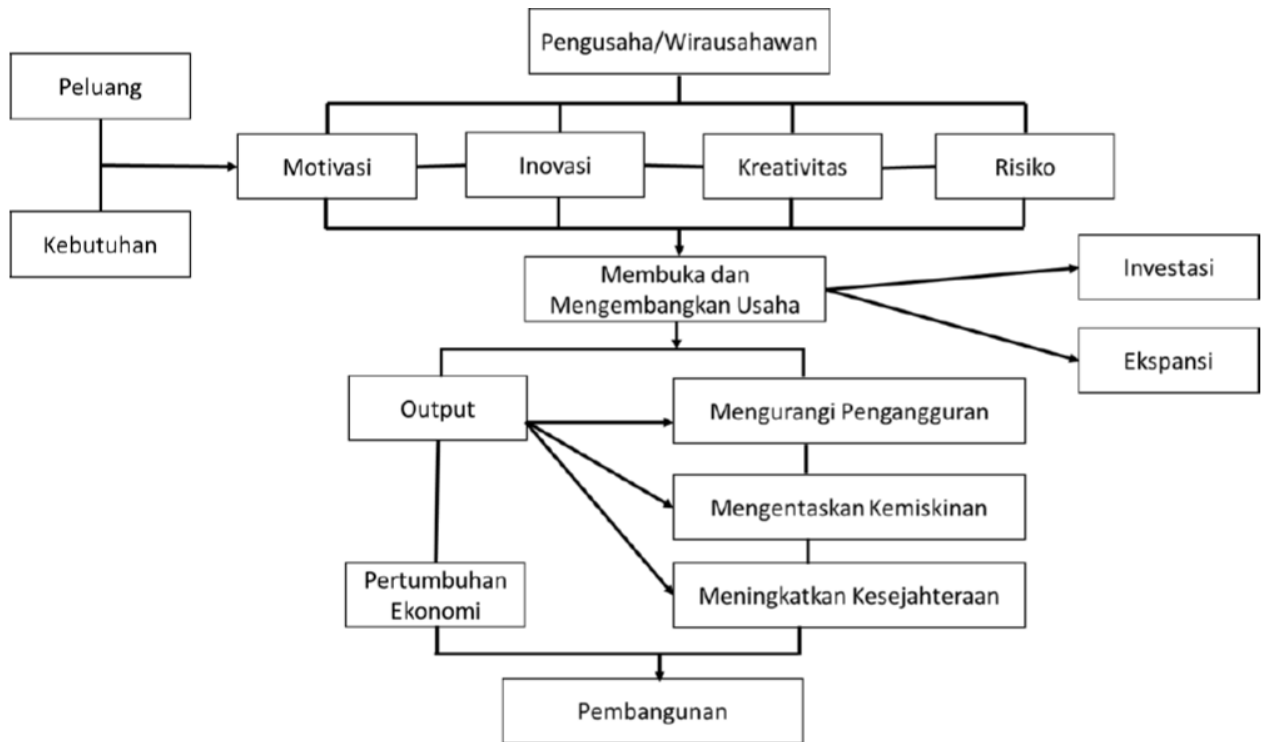 Pengusaha/Wirausahawan
Peluang
Motivasi
Inovasi
Kreativitas
Risiko
Kebutuhan
Membuka dan
Mengembangkan Usaha
Investasi
Ekspansi
Output
Mengurangi Pengangguran
Mengentaskan Kemiskinan
Pertumbuhan
Ekonomi
Meningkatkan Kesejahteraan
Pembangunan